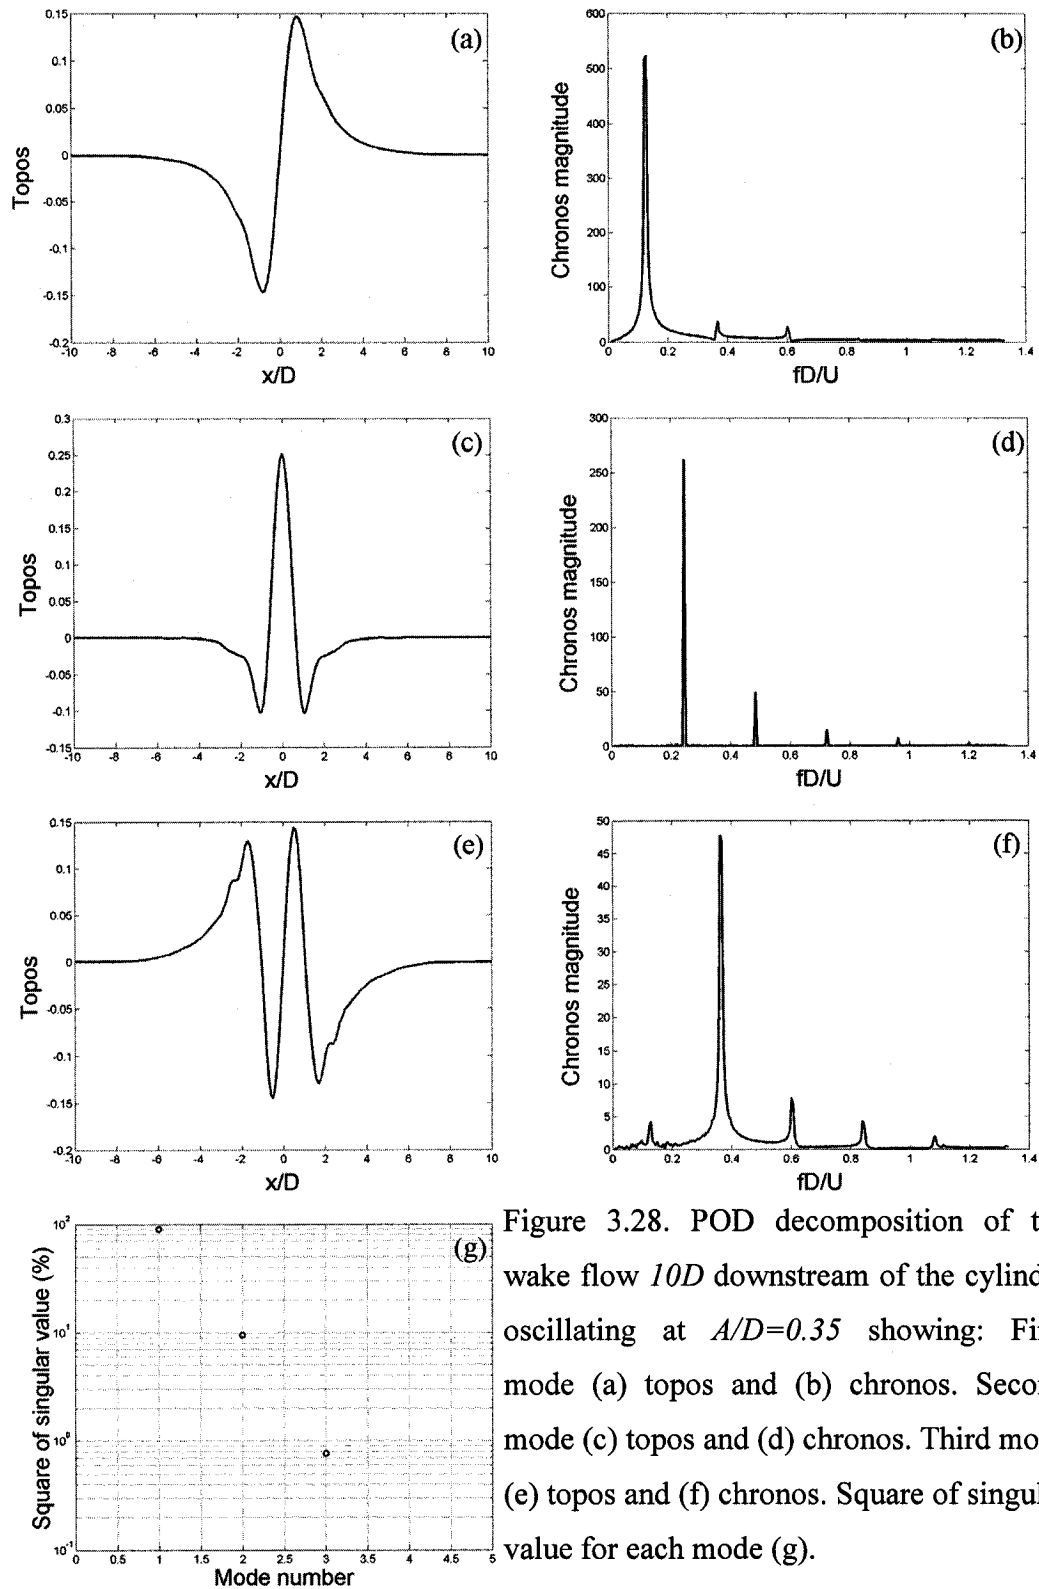 (a)
Topos
0.15
0.1
0.05
0
-0.05
-0.1
-0.15
-0.2
-10 -8 -6 -4 -2 0 2 4 6 8 10
x/D
(b)
Chronos magnitude
600
500
400
300
200
100
0
0 0.2 0.4 0.6 0.8 1 1.2 1.4
fD/U
(c)
Topos
0.3
0.25
0.2
0.15
0.1
0.05
0
-0.05
-0.1
-0.15
-10 -8 -6 -4 -2 0 2 4 6 8 10
x/D
(d)
Chronos magnitude
300
250
200
150
100
50
0
0 0.2 0.4 0.6 0.8 1 1.2 1.4
fD/U
(e)
Topos
0.15
0.1
0.05
0
-0.05
-0.1
-0.15
-0.2
-10 -8 -6 -4 -2 0 2 4 6 8 10
x/D
(f)
Chronos magnitude
50
45
40
35
30
25
20
15
10
5
0
0 0.2 0.4 0.6 0.8 1 1.2 1.4
fD/U
(g)
Square of singular value (%)
10^2
10^1
10^0
10^-1
0 0.5 1 1.5 2 2.5 3 3.5 4 4.5 5
Mode number
Figure 3.28. POD decomposition of t
wake flow 10D downstream of the cylind
oscillating at A/D=0.35 showing: Fir
mode (a) topos and (b) chronos. Secon
mode (c) topos and (d) chronos. Third mo
(e) topos and (f) chronos. Square of singul
value for each mode (g).